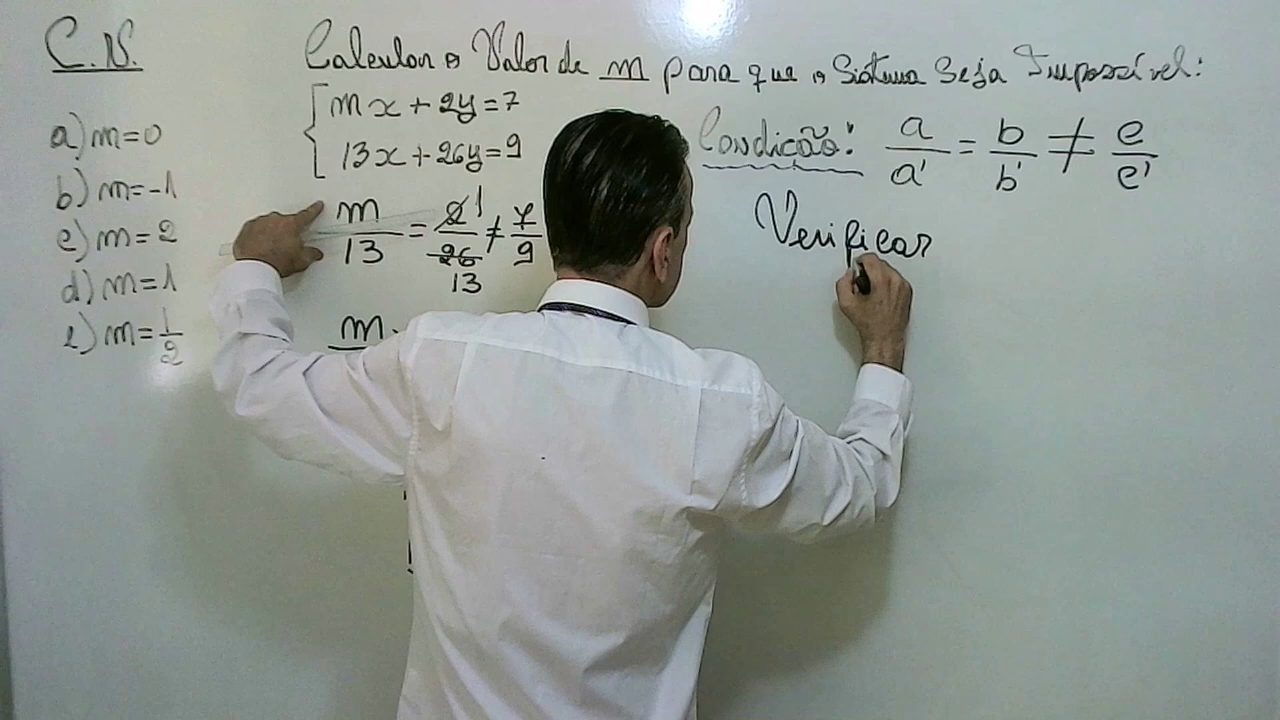 C.N.
Calcular o Valor de m para que o Sistema Seja Impossível:
mx + 2y = 7
13x + 26y = 9
a) m = 0
b) m = -1
c) m = 2
d) m = 1
e) m = 1/2
m/13 = 2/26 ≠ 7/9
1
13
m
Condição: a/a' = b/b' ≠ c/c'
Verificar